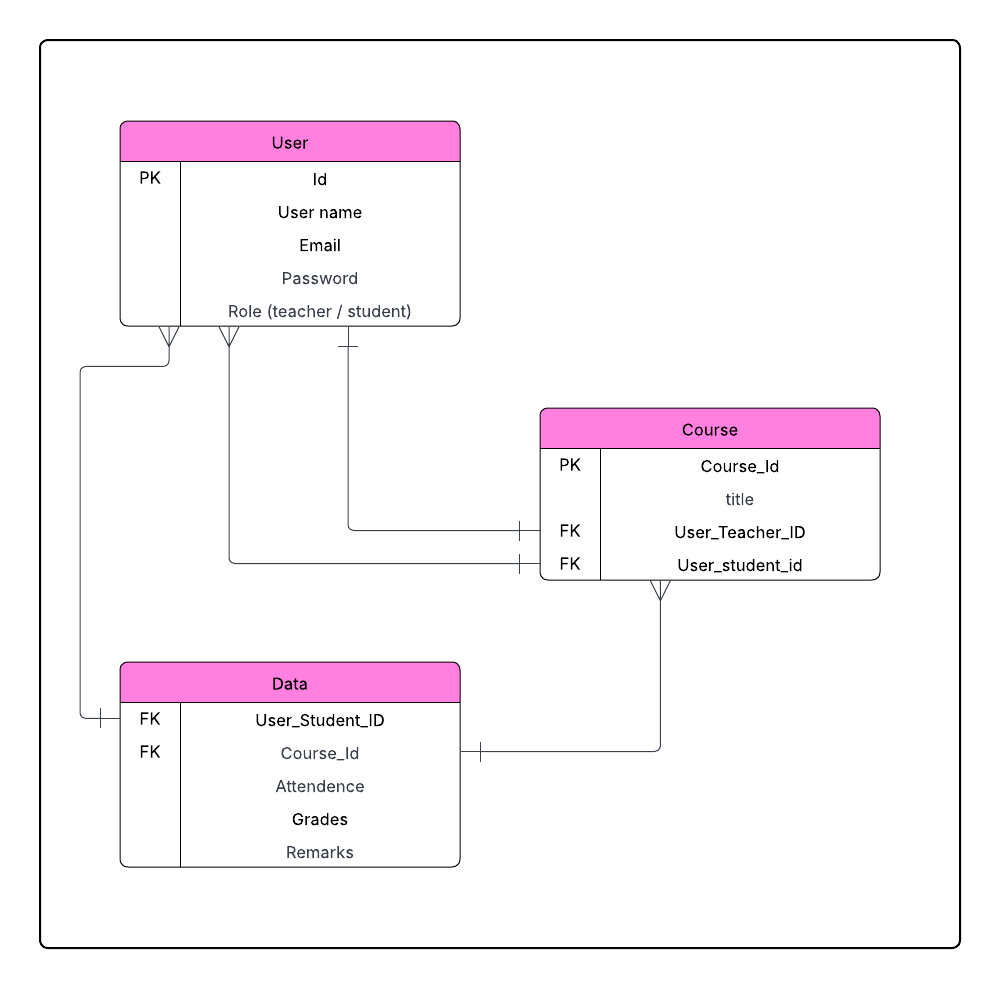 User
PK Id
User name
Email
Password
Role (teacher / student)
Course
PK Course_Id
title
FK User_Teacher_ID
FK User_student_id
Data
FK User_Student_ID
FK Course_Id
Attendence
Grades
Remarks